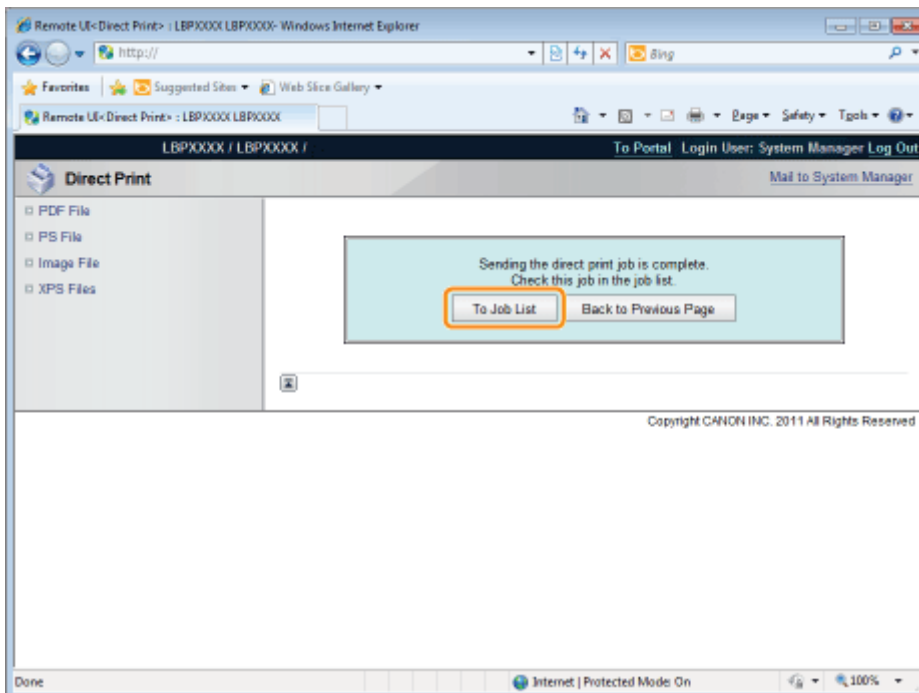 Remote UI<Direct Print> : LBPXXXX LBPXXXX- Windows Internet Explorer
http://
Bing
Favorites Suggested Sites Web Slice Gallery
Remote UI<Direct Print> : LBPXXXX LBPXXXX
Page Safety Tools
LBPXXXX / LBPXXXX / To Portal Login User: System Manager Log Out
Direct Print Mail to System Manager
PDF File
PS File
Image File
XPS Files
Sending the direct print job is complete.
Check this job in the job list.
To Job List Back to Previous Page
Copyright CANON INC. 2011 All Rights Reserved
Done Internet | Protected Mode: On 100%